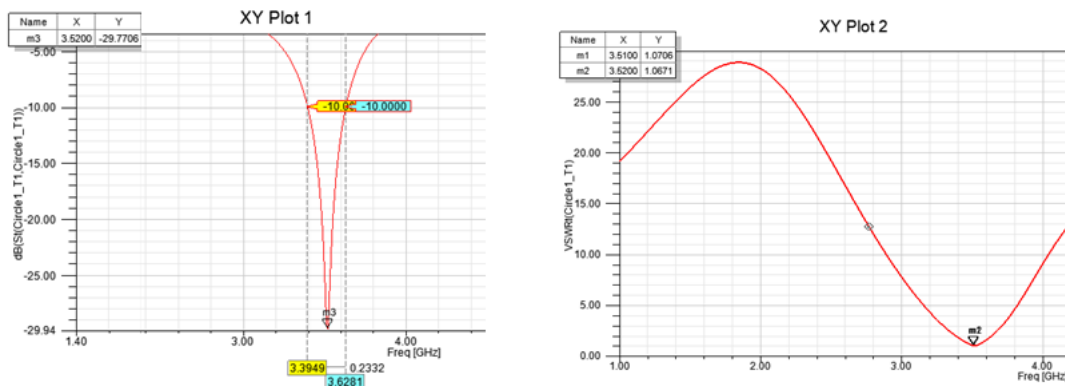 XY Plot 1
Name X Y
m3 3.5200 -29.7706
-5.00
-10.00
-15.00
-20.00
-25.00
-29.94
dB(St(Circle1_T1,Circle1_T1))
-10.0000
m3
1.40 3.00 4.00
Freq [GHz]
3.3949 0.2332
3.6281
XY Plot 2
Name X Y
m1 3.5100 1.0706
m2 3.5200 1.0671
25.00
20.00
15.00
10.00
5.00
0.00
VSWRt(Circle1_T1)
m2
1.00 2.00 3.00 4.00
Freq [GHz]